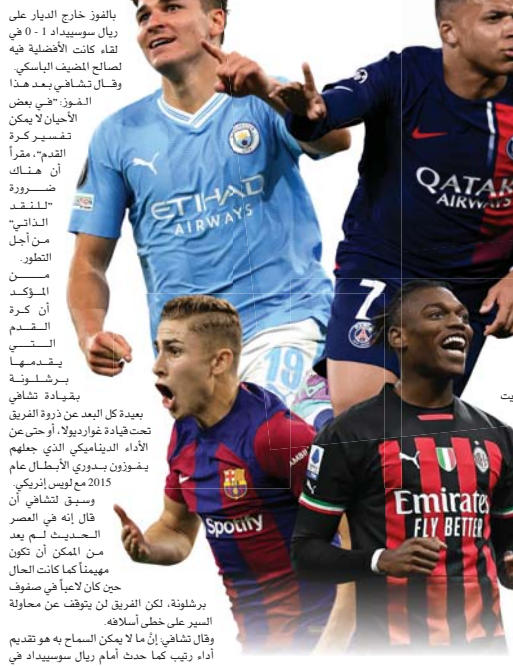 بالفوز خارج الديار على
ريال سوسييداد 1 - 0 في
لقاء كانت الأفضلية فيه
لصالح المضيف الباسكي.
وقال تشافي بعد هذا
الفوز: "في بعض
الأحيان لا يمكن
تفسير كرة
القدم"، مقراً
أن هناك
ضرورة
"للنقد
الذاتي"
من أجل
التطور.
من
المؤكد
أن كرة
القدم
التي
يقدمها
برشلونة
بقيادة تشافي
بعيدة كل البعد عن ذروة الفريق
تحت قيادة غوارديولا، أو حتى عن
الأداء الديناميكي الذي جعلهم
يفوزون بدوري الأبطال عام
2015 مع لويس إنريكي.
وسبق لتشافي أن
قال إنه في العصر
الحديث لم يعد
من الممكن أن تكون
مهيمناً كما كانت الحال
حين كان لاعباً في صفوف
برشلونة، لكن الفريق لن يتوقف عن محاولة
السير على خطى أسلافه.
وقال تشافي: إنَّ ما لا يمكن السماح به هو تقديم
أداء رتيب كما حدث أمام ريال سوسييداد في
ETIHAD
AIRWAYS
19
QATAR
AIRWAYS
7
Spotify
Emirates
FLY BETTER
يت